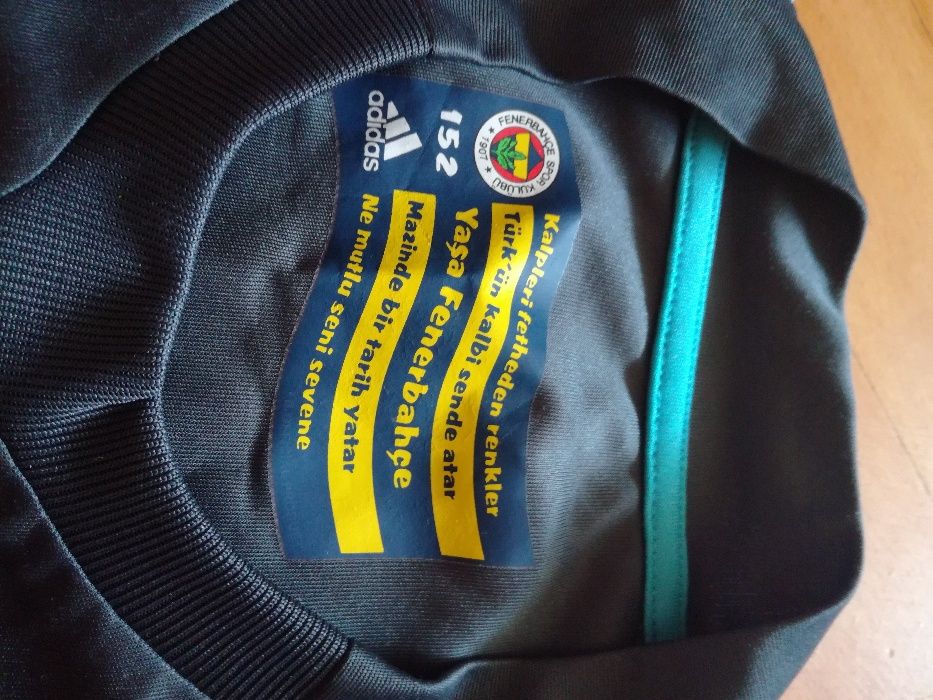 FENERBAHÇE SPOR KULÜBÜ
★ 1907 ★
152
adidas
Kalpleri fetheden renkler
Türk'ün kalbi sende atar
Yaşa Fenerbahçe
Mazinde bir tarih yatar
Ne mutlu seni sevene